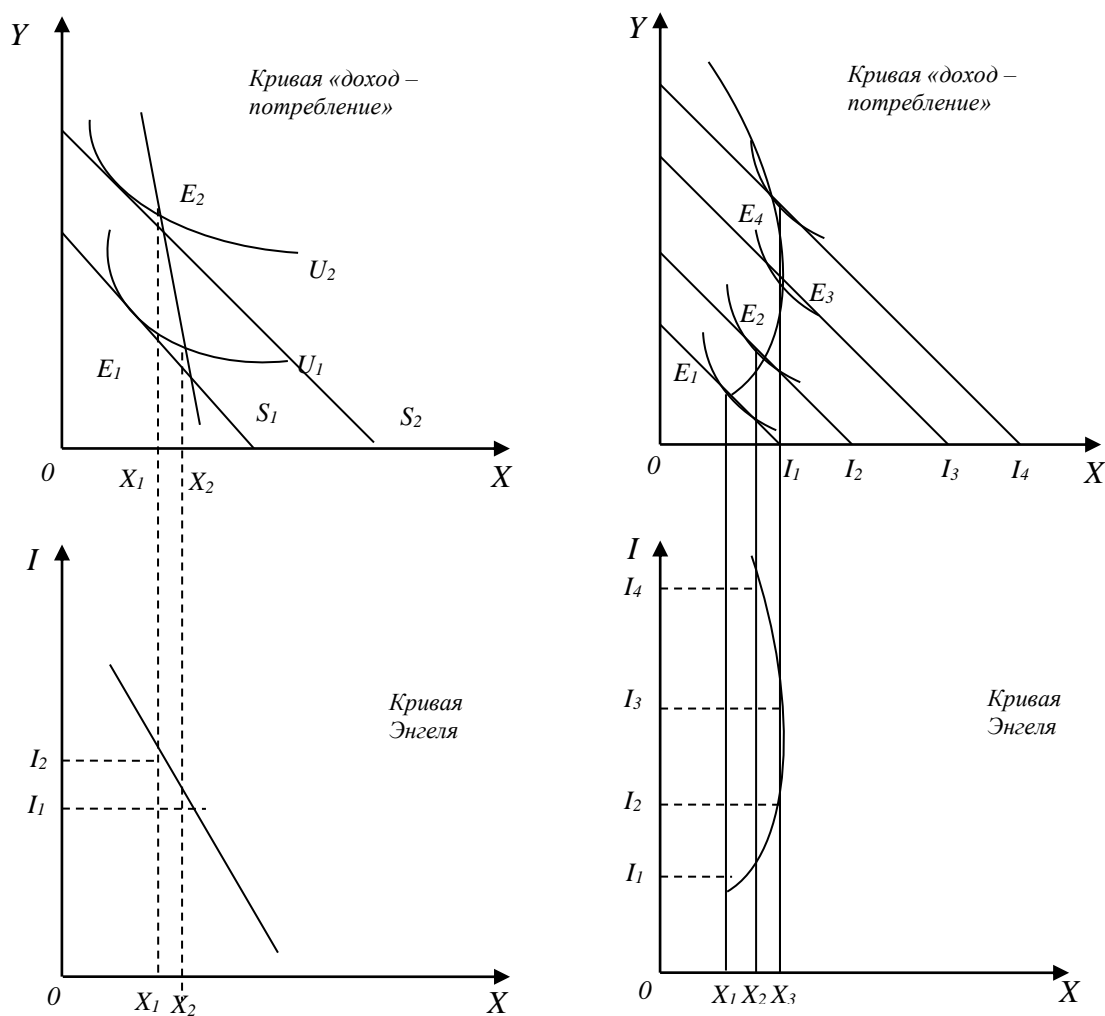 Y
Кривая «доход –
потребление»
E2
U2
E1
U1
S1
S2
0
X1
X2
X
Y
Кривая «доход –
потребление»
E4
E3
E2
E1
0
I1
I2
I3
I4
X
I
Кривая
Энгеля
I2
I1
0
X1
X2
X
I
I4
Кривая
Энгеля
I3
I2
I1
0
X1
X2
X3
X